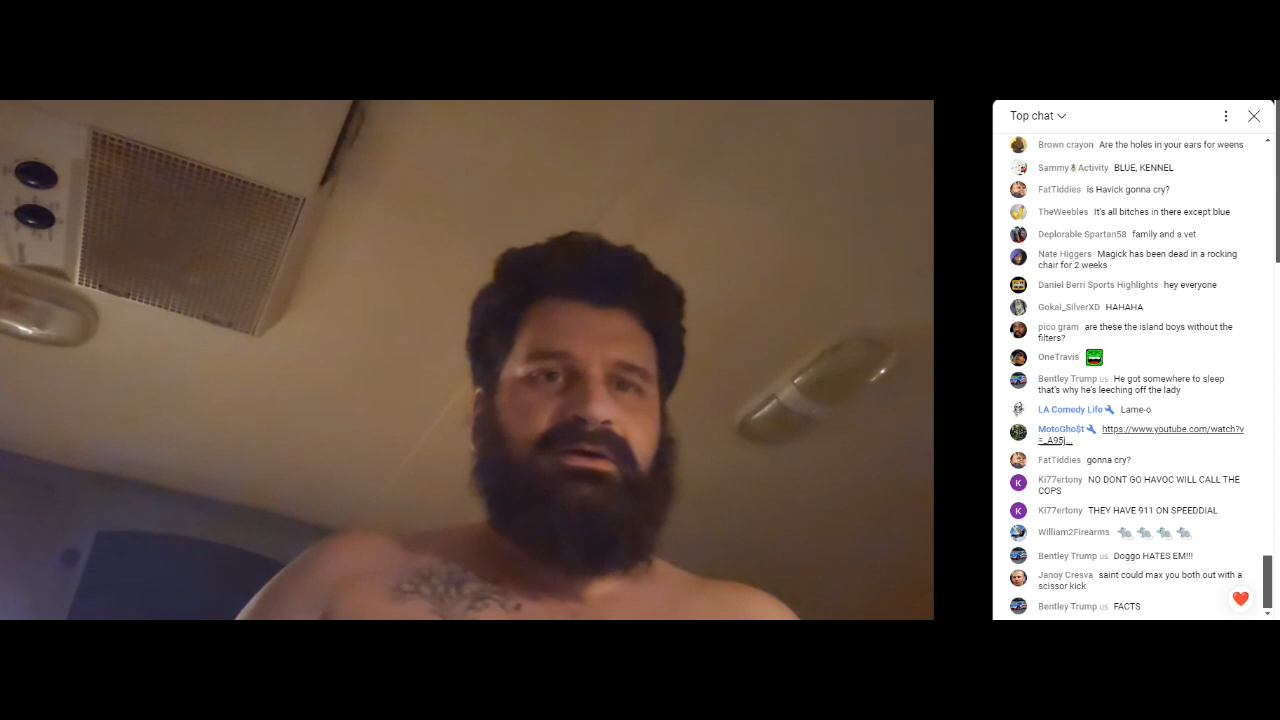 Top chat
Brown crayon Are the holes in your ears for weens
Sammy Activity BLUE, KENNEL
FatTiddies is Havick gonna cry?
TheWeebles It's all bitches in there except blue
Deplorable Spartan58 family and a vet
Nate Higgers Magick has been dead in a rocking
chair for 2 weeks
Daniel Berri Sports Highlights hey everyone
Gokai_SilverXD HAHAHA
pico gram are these the island boys without the
filters?
OneTravis
Bentley Trump us He got somewhere to sleep
that's why he's leeching off the lady
LA Comedy Life Lame-o
MotoGho$t https://www.youtube.com/watch?v
=_A95j...
FatTiddies gonna cry?
K Ki77ertony NO DONT GO HAVOC WILL CALL THE
COPS
K Ki77ertony THEY HAVE 911 ON SPEEDDIAL
William2Firearms
Bentley Trump us Doggo HATES EM!!!
Janoy Cresva saint could max you both out with a
scissor kick
Bentley Trump us FACTS